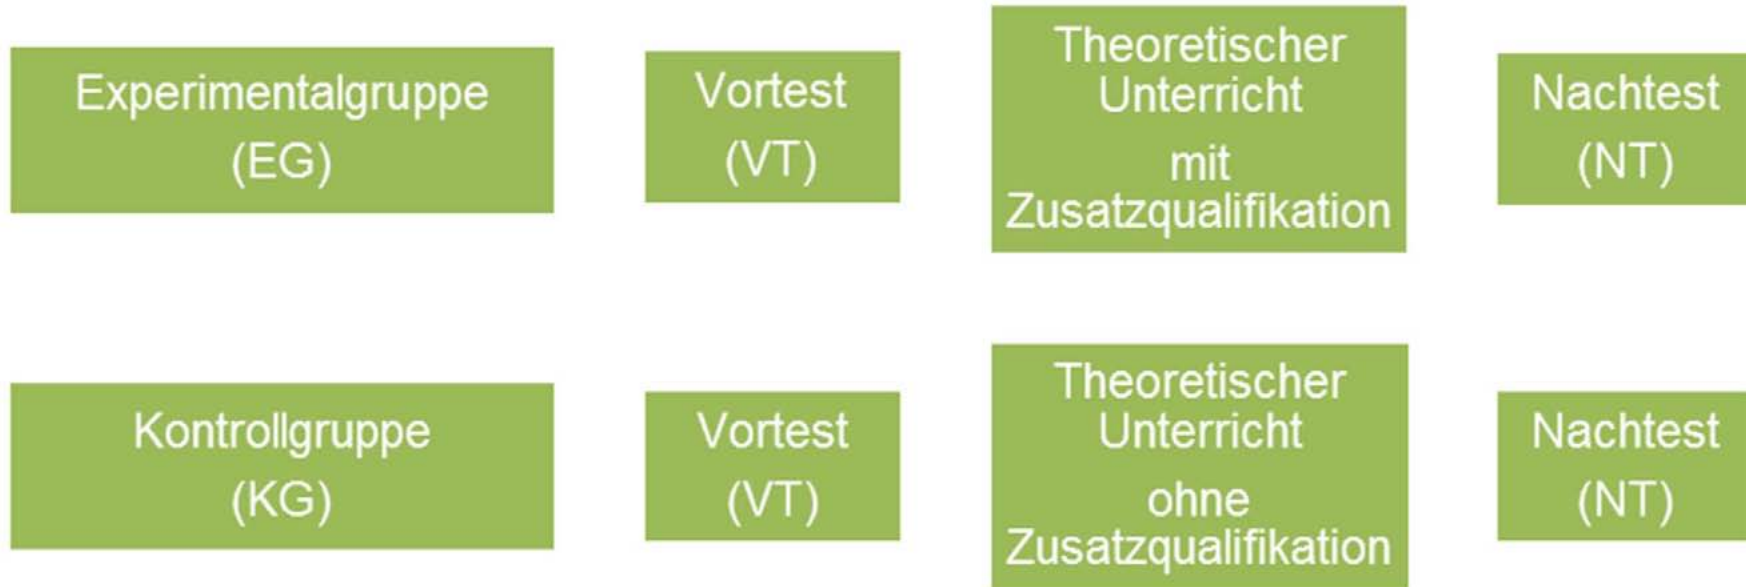 Experimentalgruppe
(EG)
Vortest
(VT)
Theoretischer
Unterricht
mit
Zusatzqualifikation
Nachtest
(NT)
Kontrollgruppe
(KG)
Vortest
(VT)
Theoretischer
Unterricht
ohne
Zusatzqualifikation
Nachtest
(NT)